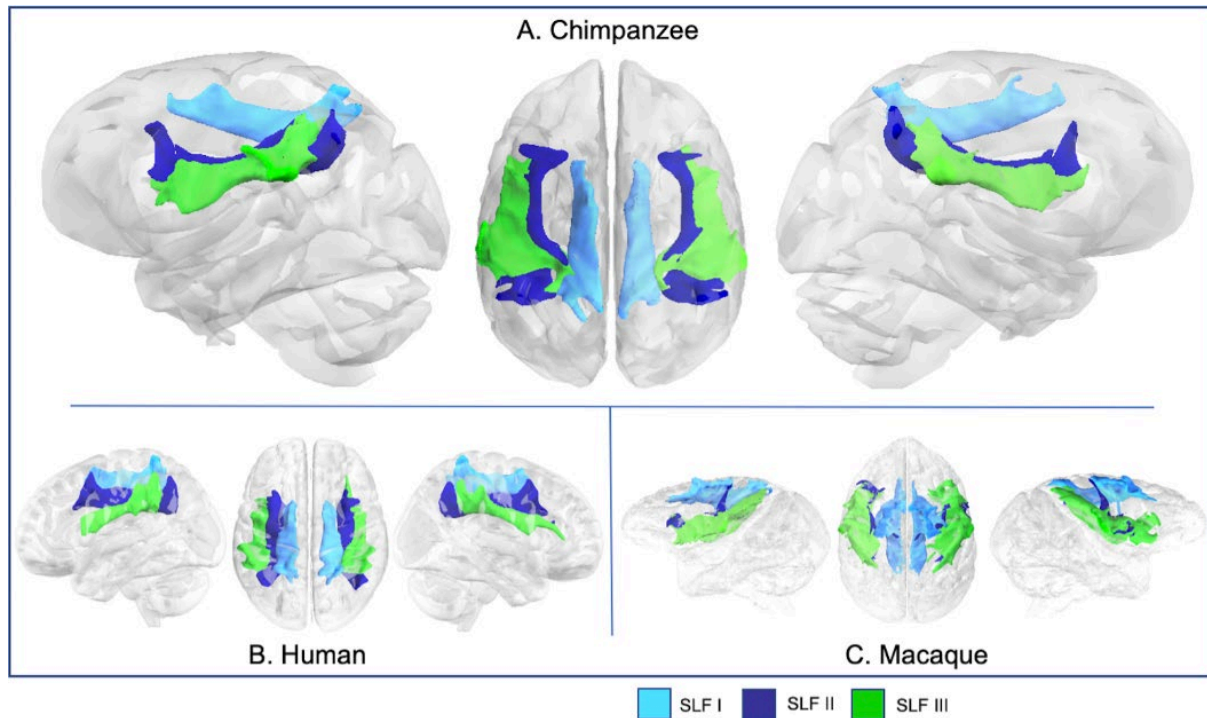 A. Chimpanzee
B. Human
C. Macaque
SLF I
SLF II
SLF III